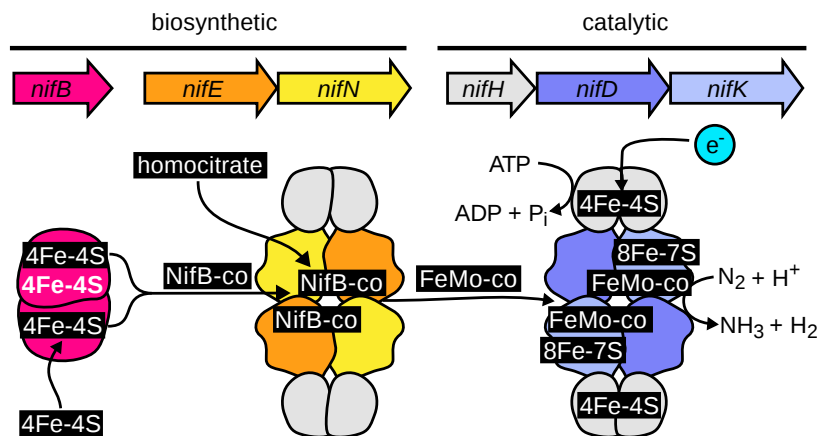 biosynthetic
catalytic
nifB
nifE
nifN
nifH
nifD
nifK
e-
homocitrate
ATP
ADP + Pi
4Fe-4S
4Fe-4S
4Fe-4S
4Fe-4S
4Fe-4S
NifB-co
NifB-co
NifB-co
FeMo-co
8Fe-7S
FeMo-co
N2 + H+
FeMo-co
NH3 + H2
8Fe-7S
4Fe-4S